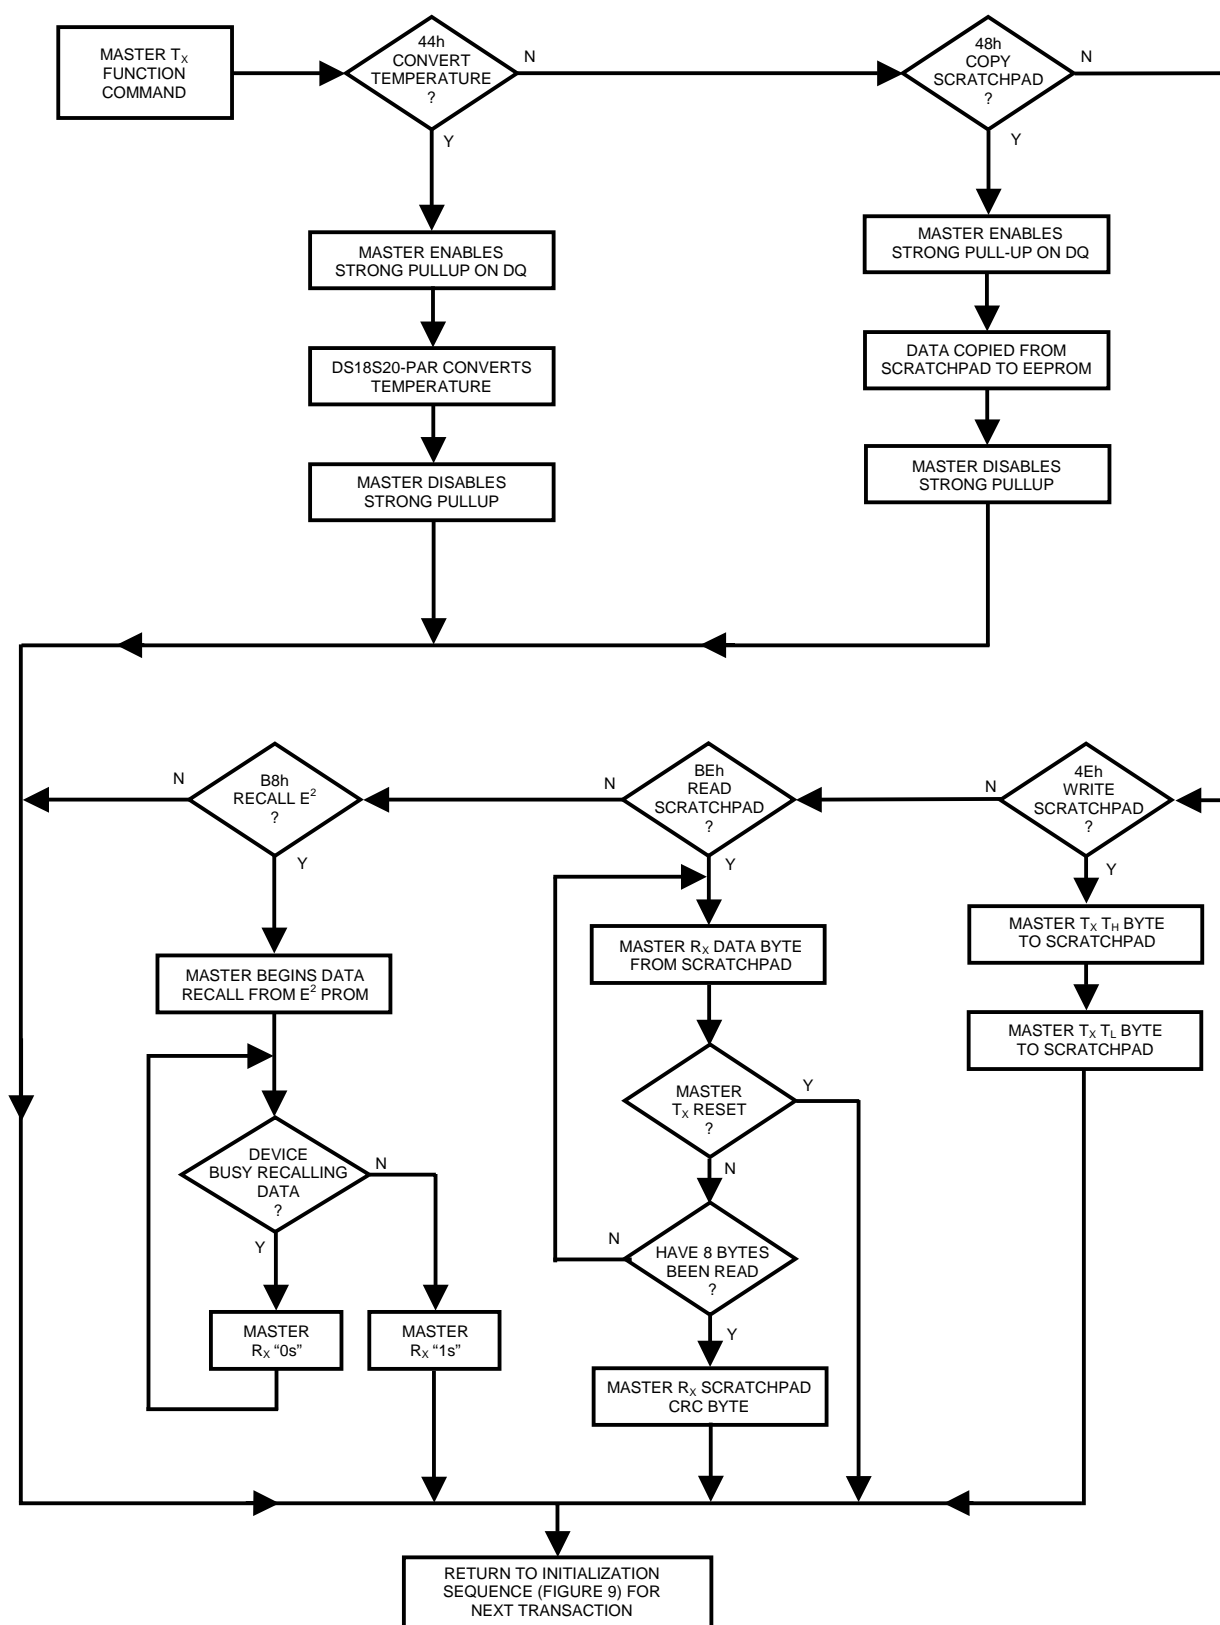 MASTER TX
FUNCTION
COMMAND
44h
CONVERT
TEMPERATURE
?
N
Y
48h
COPY
SCRATCHPAD
?
N
Y
MASTER ENABLES
STRONG PULLUP ON DQ
MASTER ENABLES
STRONG PULL-UP ON DQ
DS18S20-PAR CONVERTS
TEMPERATURE
DATA COPIED FROM
SCRATCHPAD TO EEPROM
MASTER DISABLES
STRONG PULLUP
MASTER DISABLES
STRONG PULLUP
N
B8h
RECALL E2
?
Y
N
BEh
READ
SCRATCHPAD
?
Y
N
4Eh
WRITE
SCRATCHPAD
?
Y
MASTER BEGINS DATA
RECALL FROM E2 PROM
MASTER RX DATA BYTE
FROM SCRATCHPAD
MASTER TX TH BYTE
TO SCRATCHPAD
MASTER TX TL BYTE
TO SCRATCHPAD
MASTER
TX RESET
?
Y
N
DEVICE
BUSY RECALLING
DATA
?
N
Y
N
HAVE 8 BYTES
BEEN READ
?
Y
MASTER
RX “0s”
MASTER
RX “1s”
MASTER RX SCRATCHPAD
CRC BYTE
RETURN TO INITIALIZATION
SEQUENCE (FIGURE 9) FOR
NEXT TRANSACTION